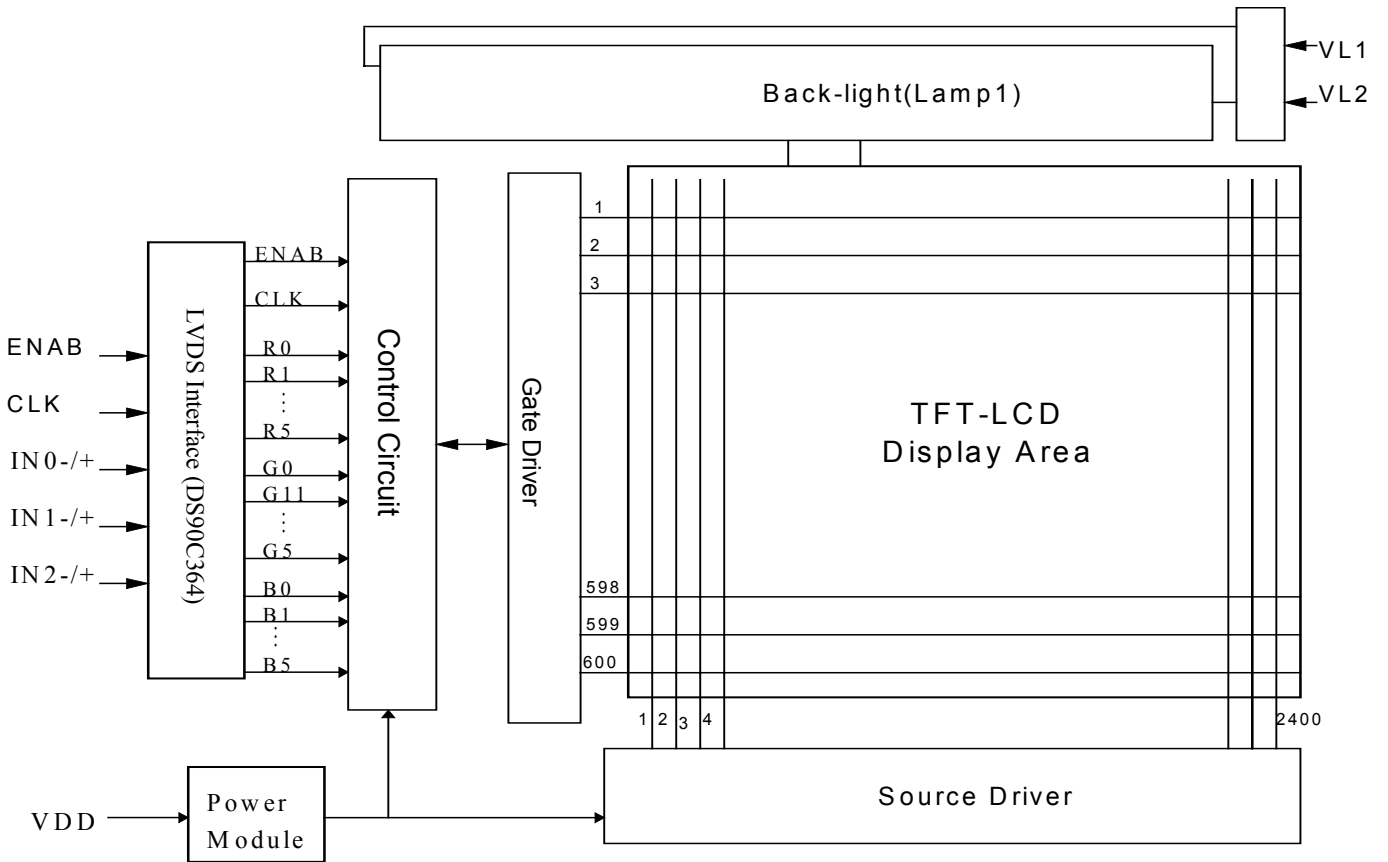 VL1
Back-light(Lamp1)
VL2
ENAB
CLK
IN0-/+
IN1-/+
IN2-/+
LVDS Interface (DS90C364)
ENAB
CLK
R0
R1
⋮
R5
G0
G11
⋮
G5
B0
B1
⋮
B5
Control Circuit
Gate Driver
1
2
3
598
599
600
TFT-LCD
Display Area
1 2 3 4 2400
Source Driver
VDD
Power
Module